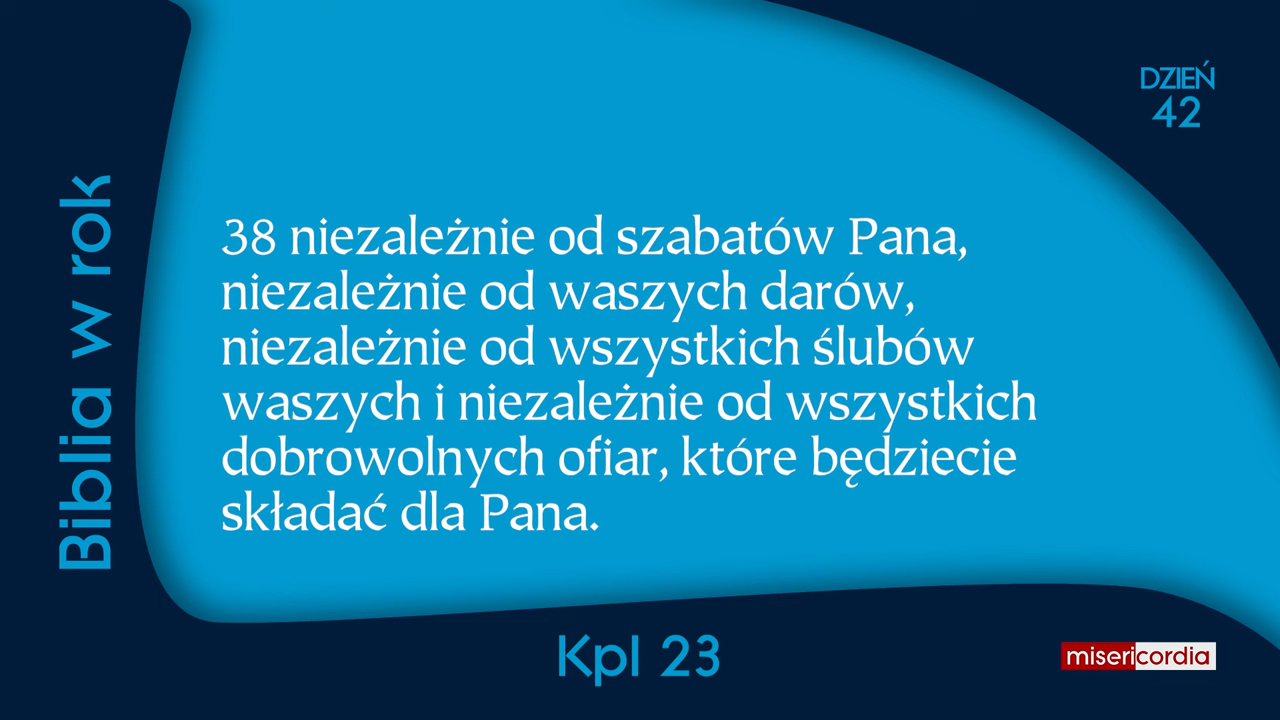 DZIEŃ
42
Biblia w rok
38 niezależnie od szabatów Pana,
niezależnie od waszych darów,
niezależnie od wszystkich ślubów
waszych i niezależnie od wszystkich
dobrowolnych ofiar, które będziecie
składać dla Pana.
Kpl 23
misericordia